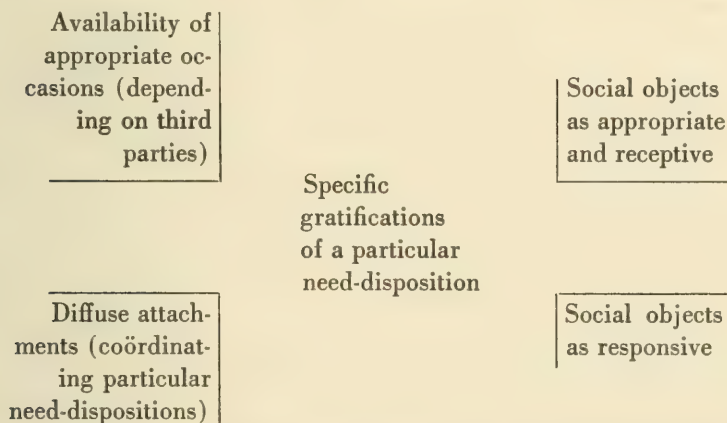 Availability of
appropriate oc-
casions (depend-
ing on third
parties)
Social objects
as appropriate
and receptive
Specific
gratifications
of a particular
need-disposition
Diffuse attach-
ments (coördinat-
ing particular
need-dispositions)
Social objects
as responsive